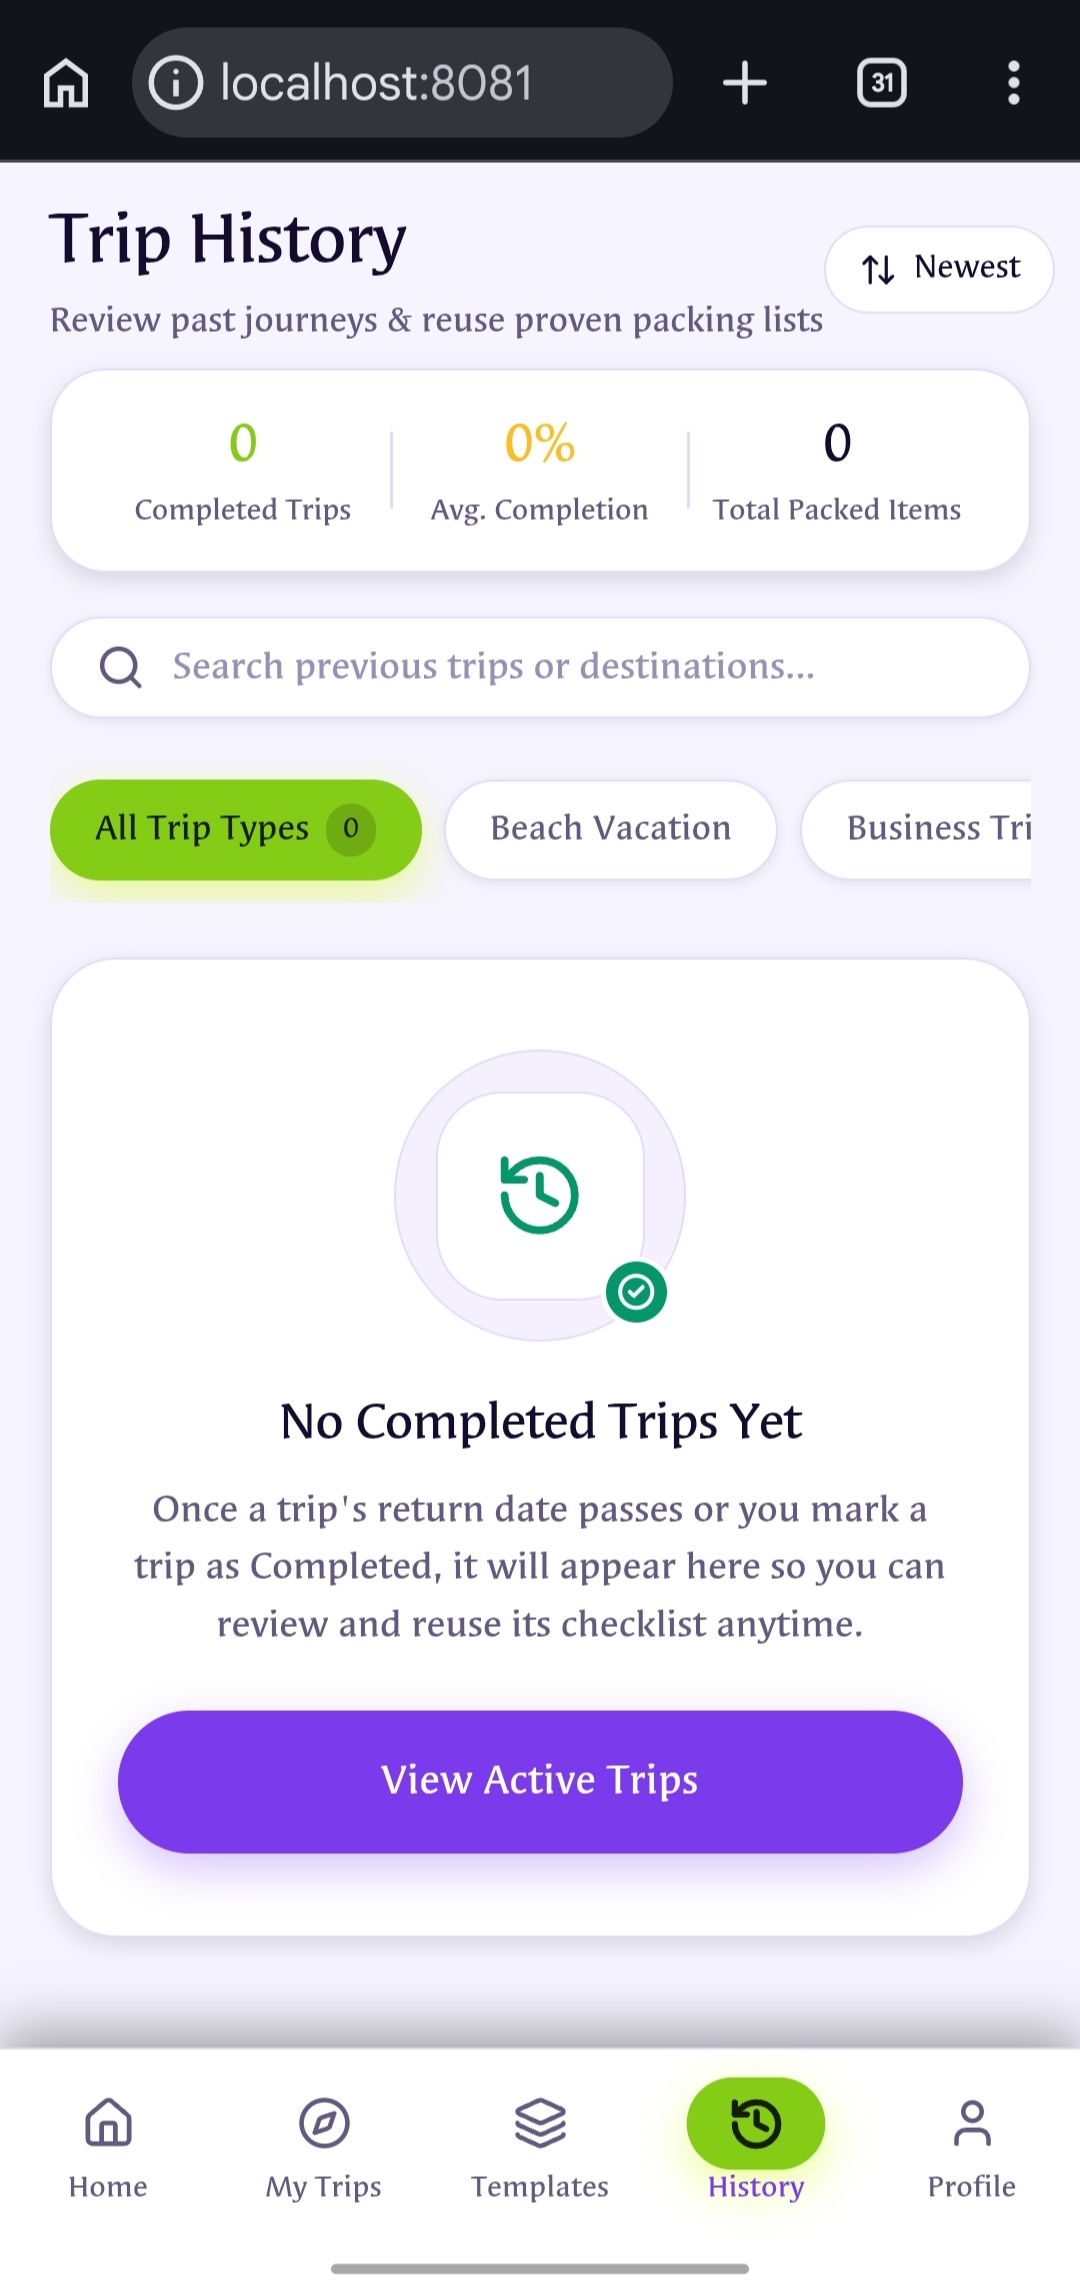 localhost:8081
31
Trip History
Newest
Review past journeys & reuse proven packing lists
0
Completed Trips
0%
Avg. Completion
0
Total Packed Items
Search previous trips or destinations...
All Trip Types 0
Beach Vacation
Business Tri
No Completed Trips Yet
Once a trip's return date passes or you mark a
trip as Completed, it will appear here so you can
review and reuse its checklist anytime.
View Active Trips
Home
My Trips
Templates
History
Profile